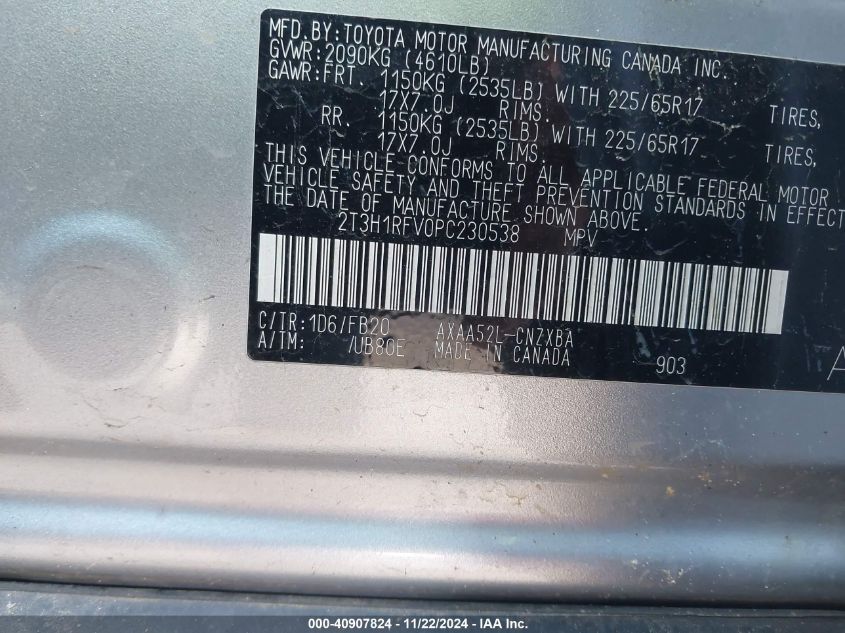 MFD.BY:TOYOTA MOTOR MANUFACTURING CANADA INC.
GVWR:2090KG (4610LB)
GAWR:FRT. 1150KG (2535LB) WITH 225/65R17 TIRES,
17X7.0J RIMS.
RR. 1150KG (2535LB) WITH 225/65R17 TIRES,
17X7.0J RIMS.
THIS VEHICLE CONFORMS TO ALL APPLICABLE FEDERAL MOTOR
VEHICLE SAFETY AND THEFT PREVENTION STANDARDS IN EFFECT
THE DATE OF MANUFACTURE SHOWN ABOVE.
2T3H1RFV0PC230538 MPV
C/TR:1D6/FB20 AXAA52L-CNZXBA
A/TM: /UB80E MADE IN CANADA
903 A
000-40907824 - 11/22/2024 - IAA Select